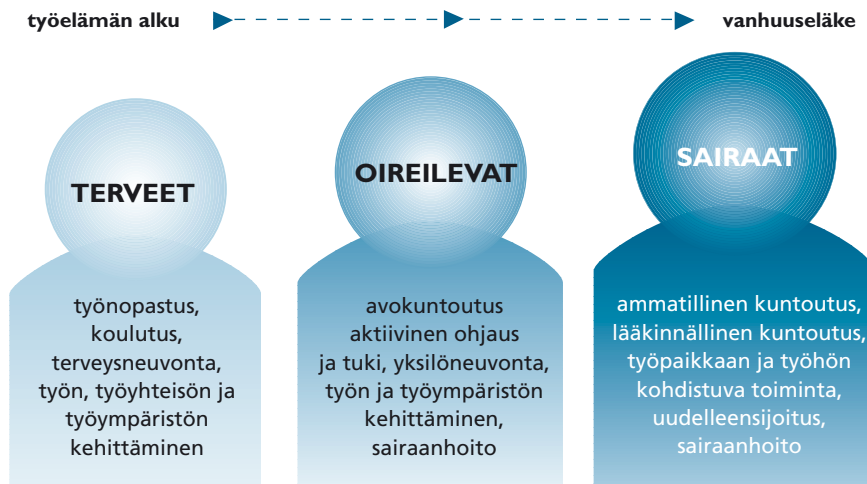 työelämän alku
vanhuuseläke
TERVEET
työnopastus,
koulutus,
terveysneuvonta,
työn, työyhteisön ja
työympäristön
kehittäminen
OIREILEVAT
avokuntoutus
aktiivinen ohjaus
ja tuki, yksilöneuvonta,
työn ja työympäristön
kehittäminen,
sairaanhoito
SAIRAAT
ammatillinen kuntoutus,
lääkinnällinen kuntoutus,
työpaikkaan ja työhön
kohdistuva toiminta,
uudelleensijoitus,
sairaanhoito